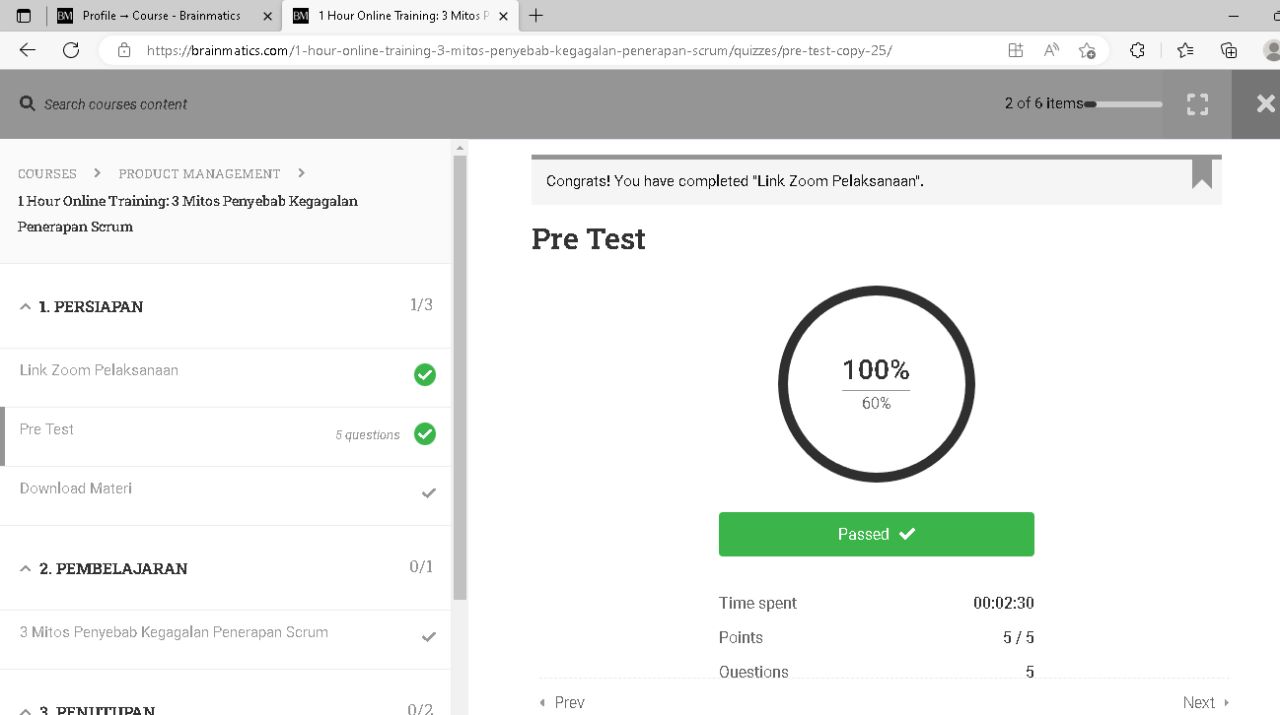 BM Profile → Course - Brainmatics
BM 1 Hour Online Training: 3 Mitos P
https://brainmatics.com/1-hour-online-training-3-mitos-penyebab-kegagalan-penerapan-scrum/quizzes/pre-test-copy-25/
Search courses content
2 of 6 items
COURSES > PRODUCT MANAGEMENT >
1 Hour Online Training: 3 Mitos Penyebab Kegagalan
Penerapan Scrum
1. PERSIAPAN 1/3
Link Zoom Pelaksanaan
Pre Test 5 questions
Download Materi
2. PEMBELAJARAN 0/1
3 Mitos Penyebab Kegagalan Penerapan Scrum
3. PENUTUPAN 0/2
Congrats! You have completed "Link Zoom Pelaksanaan".
Pre Test
100%
60%
Passed
Time spent 00:02:30
Points 5 / 5
Questions 5
Prev
Next